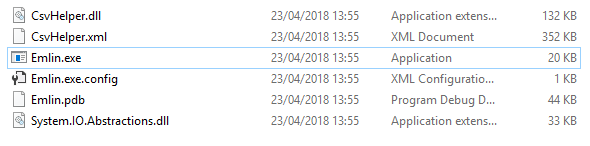 CsvHelper.dll 23/04/2018 13:55 Application extens... 132 KB
CsvHelper.xml 23/04/2018 13:55 XML Document 352 KB
Emlin.exe 23/04/2018 13:55 Application 20 KB
Emlin.exe.config 23/04/2018 13:55 XML Configuratio... 1 KB
Emlin.pdb 23/04/2018 13:55 Program Debug D... 44 KB
System.IO.Abstractions.dll 23/04/2018 13:55 Application extens... 33 KB